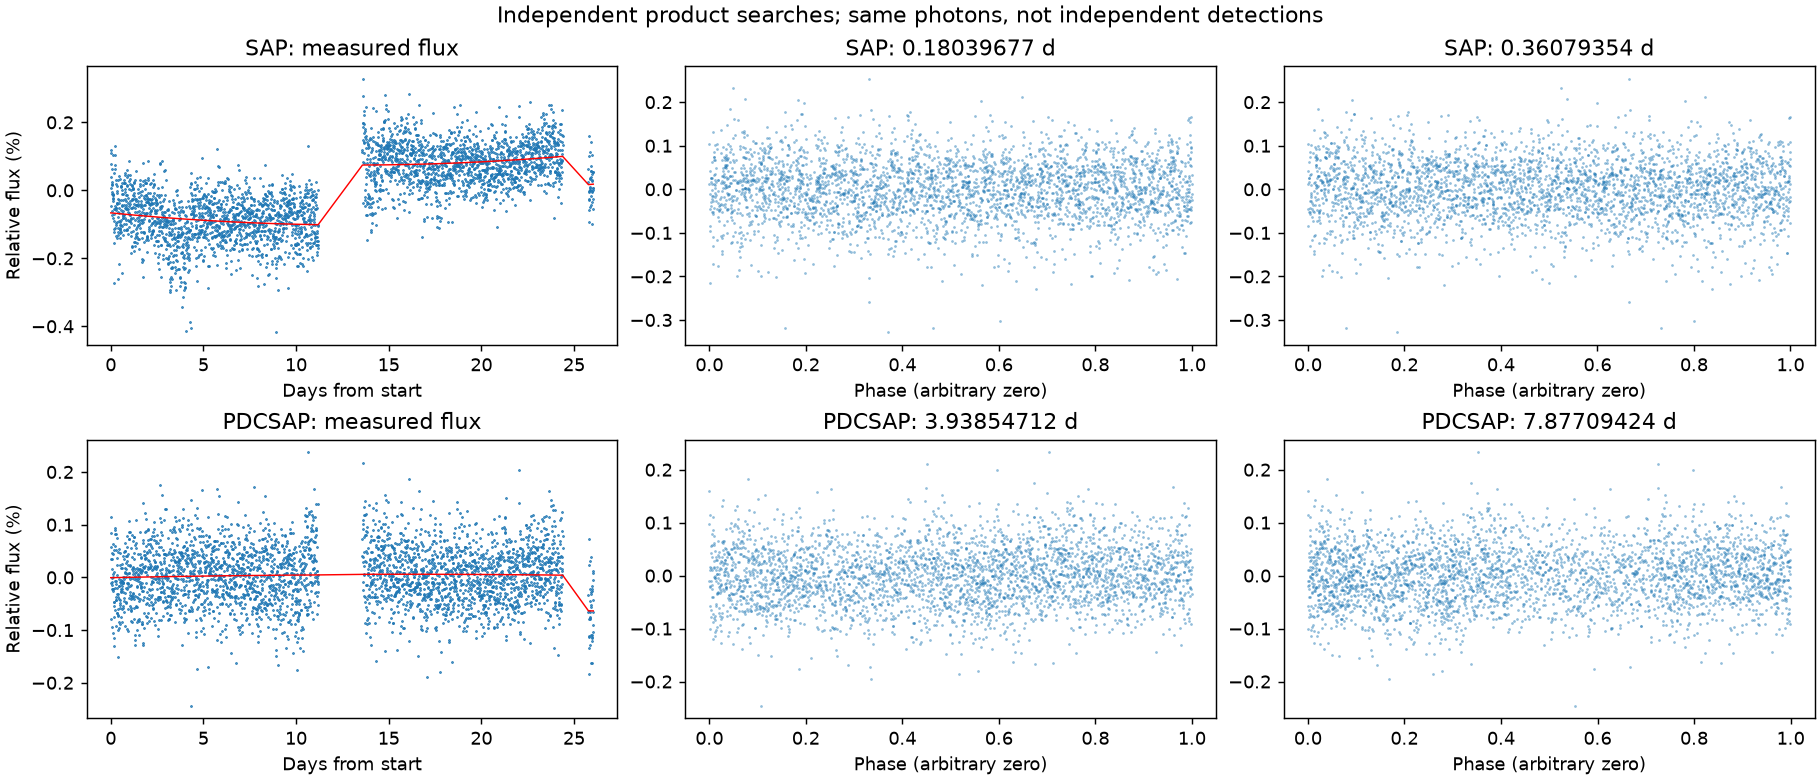 Independent product searches; same photons, not independent detections
SAP: measured flux
SAP: 0.18039677 d
SAP: 0.36079354 d
Relative flux (%)
0.2
0.0
−0.2
−0.4
0 5 10 15 20 25
Days from start
0.2
0.1
0.0
−0.1
−0.2
−0.3
0.0 0.2 0.4 0.6 0.8 1.0
Phase (arbitrary zero)
0.2
0.1
0.0
−0.1
−0.2
−0.3
0.0 0.2 0.4 0.6 0.8 1.0
Phase (arbitrary zero)
PDCSAP: measured flux
PDCSAP: 3.93854712 d
PDCSAP: 7.87709424 d
Relative flux (%)
0.2
0.1
0.0
−0.1
−0.2
0 5 10 15 20 25
Days from start
0.2
0.1
0.0
−0.1
−0.2
0.0 0.2 0.4 0.6 0.8 1.0
Phase (arbitrary zero)
0.2
0.1
0.0
−0.1
−0.2
0.0 0.2 0.4 0.6 0.8 1.0
Phase (arbitrary zero)